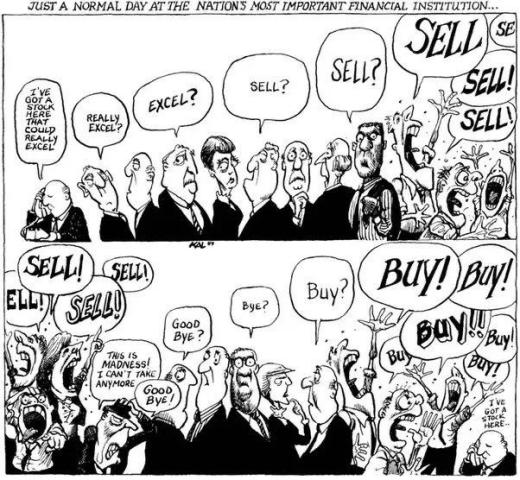 JUST A NORMAL DAY AT THE NATION'S MOST IMPORTANT FINANCIAL INSTITUTION...
I'VE
GOT A
STOCK
HERE
THAT
COULD
REALLY
EXCEL
REALLY
EXCEL?
EXCEL?
SELL?
SELL?
SELL
SE
SELL!
SELL!
KAL
SELL!
SELL!
ELL!
SELL!
THIS IS
MADNESS!
I CAN'T TAKE
ANYMORE
GOOD
BYE!
GOOD
BYE?
BYE?
BUY?
BUY!
BUY!
BUY!!
BUY
BUY!
BUY!
I'VE
GOT A
STOCK
HERE..